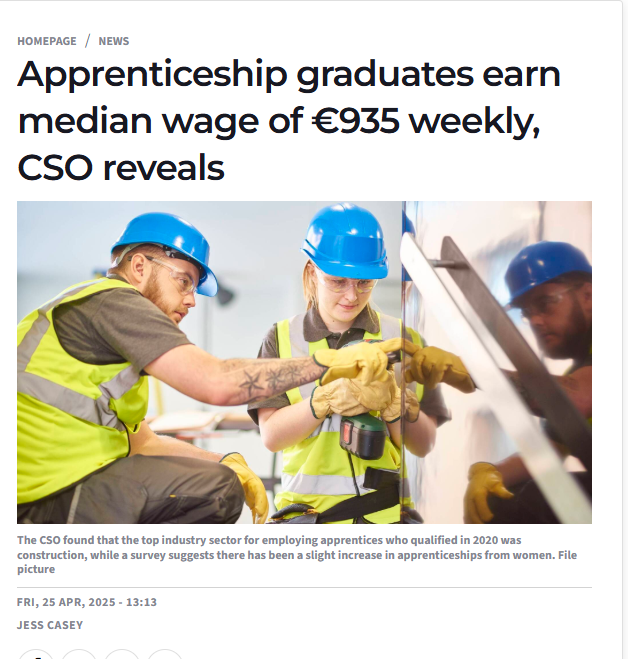 HOMEPAGE / NEWS
Apprenticeship graduates earn
median wage of €935 weekly,
CSO reveals
The CSO found that the top industry sector for employing apprentices who qualified in 2020 was
construction, while a survey suggests there has been a slight increase in apprenticeships from women. File
picture
FRI, 25 APR, 2025 - 13:13
JESS CASEY